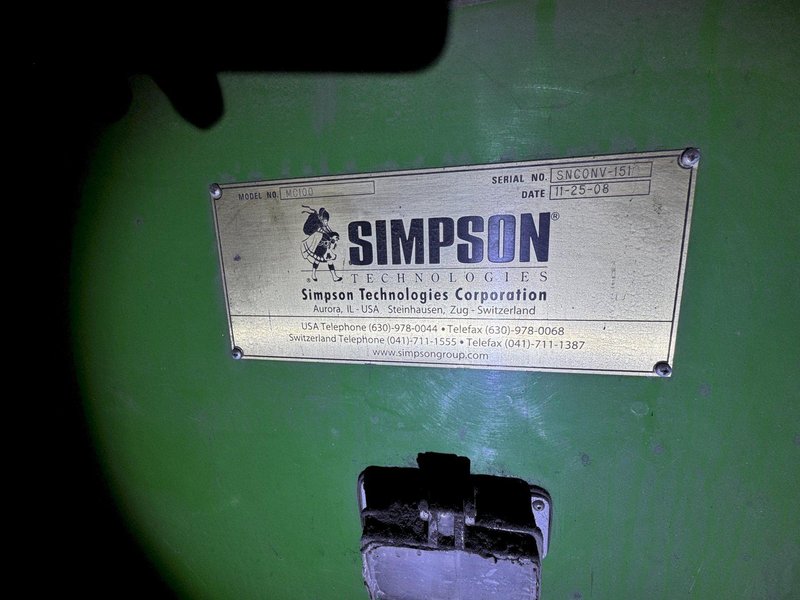 MODEL NO. MC100
SERIAL NO. SNCONV-151
DATE 11-25-08
SIMPSON®
TECHNOLOGIES
®
Simpson Technologies Corporation
Aurora, IL - USA Steinhausen, Zug - Switzerland
USA Telephone (630)-978-0044 • Telefax (630)-978-0068
Switzerland Telephone (041)-711-1555 • Telefax (041)-711-1387
www.simpsongroup.com